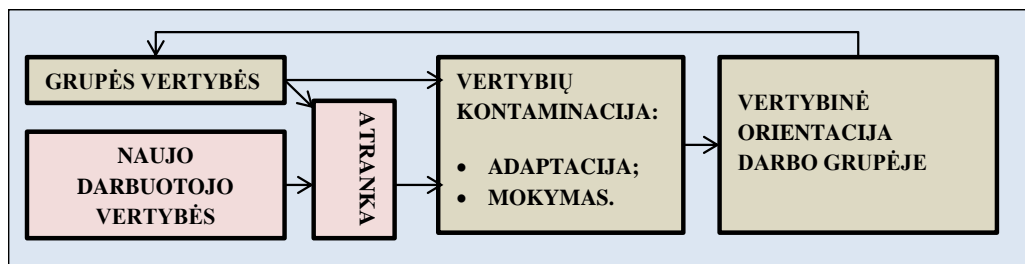 GRUPĖS VERTYBĖS
NAUJO
DARBUOTOJO
VERTYBĖS
ATRANKA
VERTYBIŲ
KONTAMINACIJA:
• ADAPTACIJA;
• MOKYMAS.
VERTYBINĖ
ORIENTACIJA
DARBO GRUPĖJE